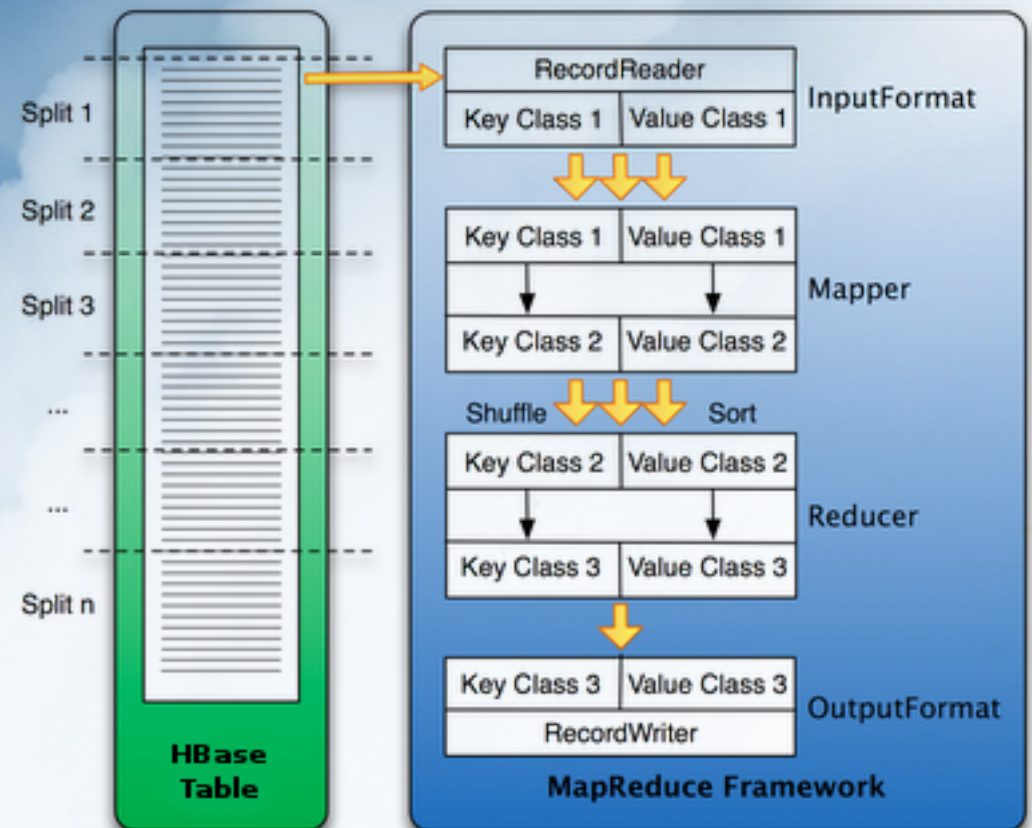 Split 1
Split 2
Split 3
...
...
Split n
HBase
Table
RecordReader
Key Class 1 Value Class 1
InputFormat
Key Class 1 Value Class 1
Mapper
Key Class 2 Value Class 2
Shuffle Sort
Key Class 2 Value Class 2
Reducer
Key Class 3 Value Class 3
Key Class 3 Value Class 3
OutputFormat
RecordWriter
MapReduce Framework